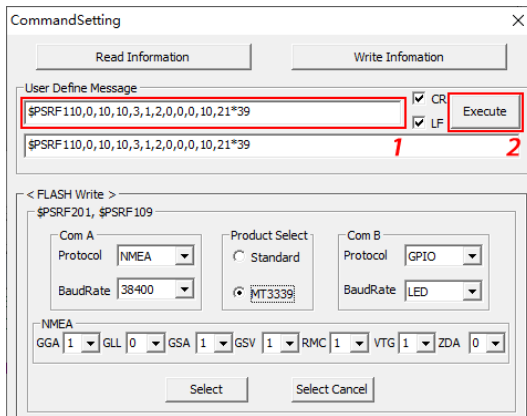 CommandSetting
Read Information Write Infomation
User Define Message
$PSRF110,0,10,10,3,1,2,0,0,0,10,21*39 CR Execute
1 LF 2
$PSRF110,0,10,10,3,1,2,0,0,0,10,21*39
< FLASH Write >
$PSRF201, $PSRF109
Com A Product Select Com B
Protocol NMEA Standard Protocol GPIO
BaudRate 38400 MT3339 BaudRate LED
NMEA
GGA 1 GLL 0 GSA 1 GSV 1 RMC 1 VTG 1 ZDA 0
Select Select Cancel